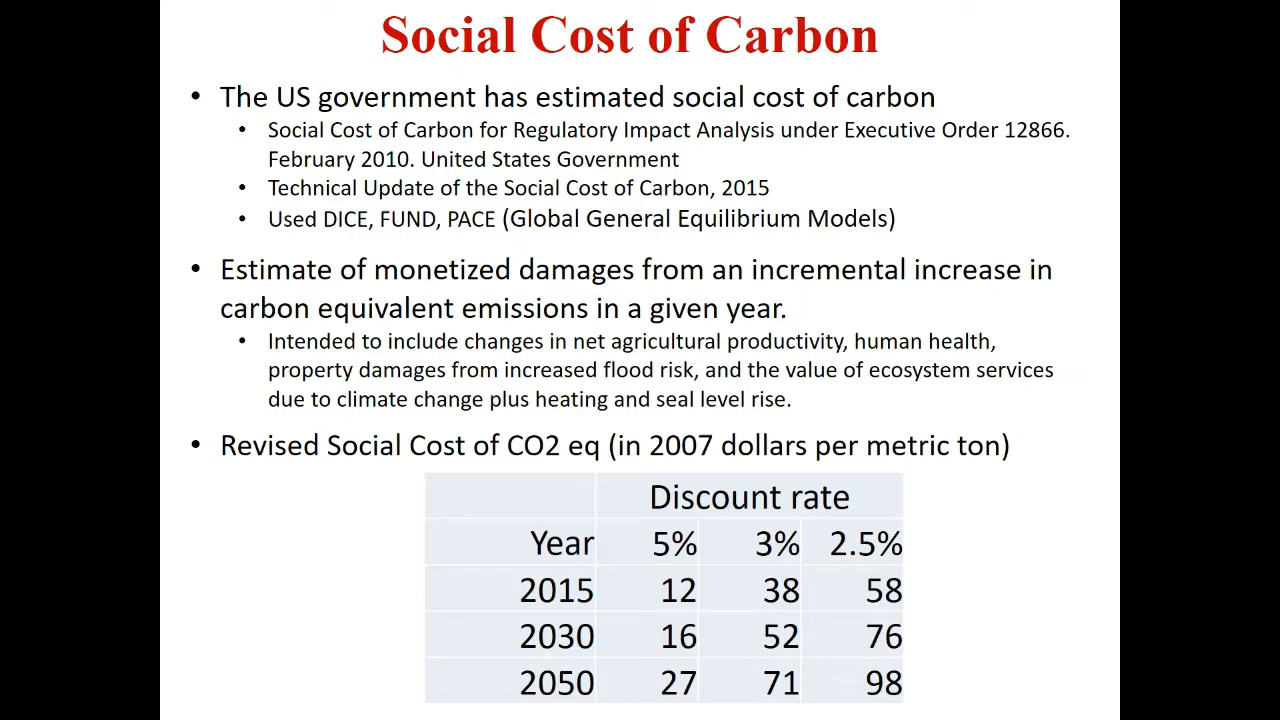 Social Cost of Carbon
• The US government has estimated social cost of carbon
• Social Cost of Carbon for Regulatory Impact Analysis under Executive Order 12866.
February 2010. United States Government
• Technical Update of the Social Cost of Carbon, 2015
• Used DICE, FUND, PACE (Global General Equilibrium Models)
• Estimate of monetized damages from an incremental increase in
carbon equivalent emissions in a given year.
• Intended to include changes in net agricultural productivity, human health,
property damages from increased flood risk, and the value of ecosystem services
due to climate change plus heating and seal level rise.
• Revised Social Cost of CO2 eq (in 2007 dollars per metric ton)
Discount rate
Year 5% 3% 2.5%
2015 12 38 58
2030 16 52 76
2050 27 71 98